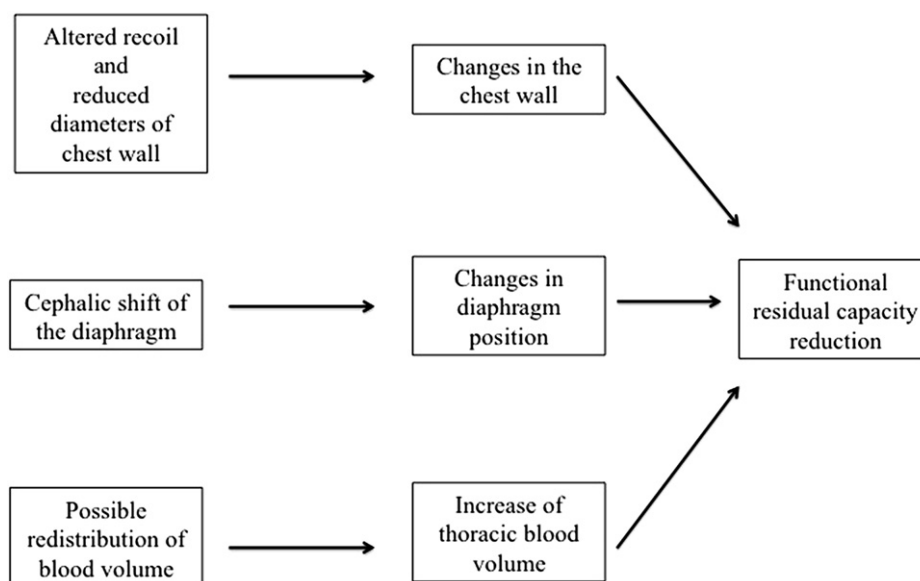 Altered recoil
and
reduced
diameters of
chest wall
Changes in the
chest wall
Cephalic shift of
the diaphragm
Changes in
diaphragm
position
Functional
residual capacity
reduction
Possible
redistribution of
blood volume
Increase of
thoracic blood
volume